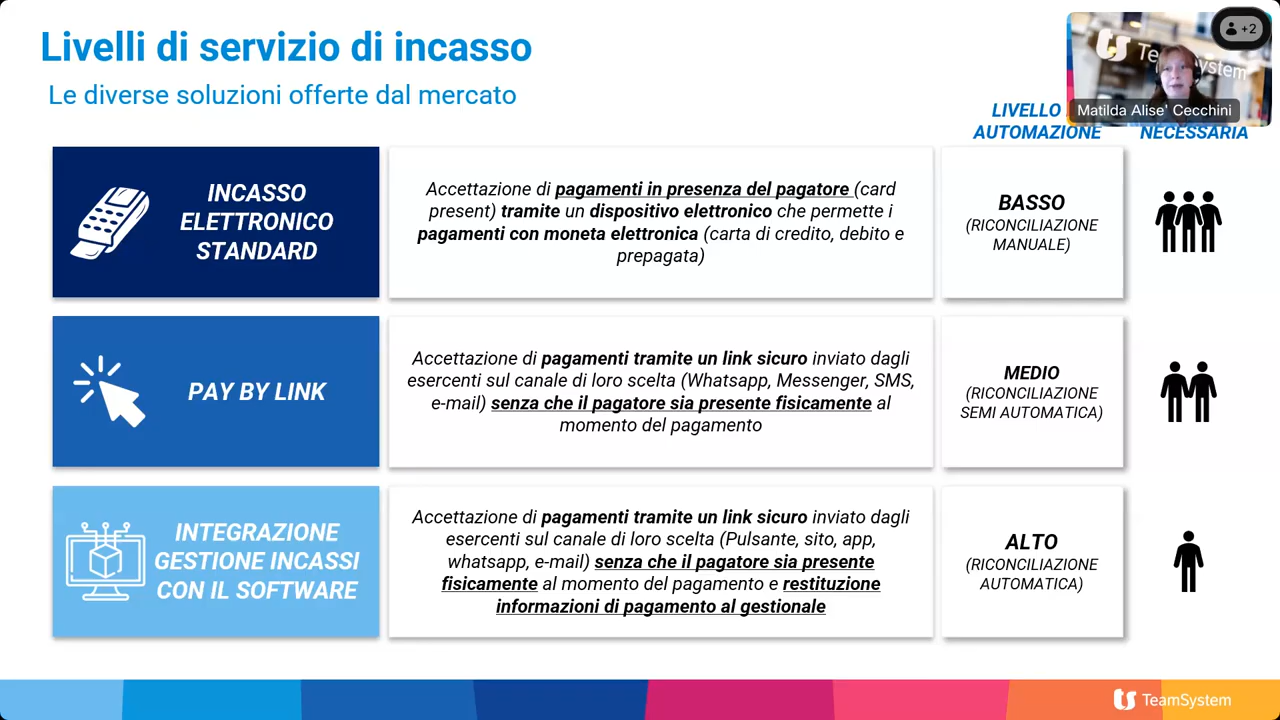 Livelli di servizio di incasso
Le diverse soluzioni offerte dal mercato
+2
TeamSystem
Matilda Alise' Cecchini
LIVELLO
AUTOMAZIONE
NECESSARIA
INCASSO
ELETTRONICO
STANDARD
Accettazione di pagamenti in presenza del pagatore (card
present) tramite un dispositivo elettronico che permette i
pagamenti con moneta elettronica (carta di credito, debito e
prepagata)
BASSO
(RICONCILIAZIONE
MANUALE)
PAY BY LINK
Accettazione di pagamenti tramite un link sicuro inviato dagli
esercenti sul canale di loro scelta (Whatsapp, Messenger, SMS,
e-mail) senza che il pagatore sia presente fisicamente al
momento del pagamento
MEDIO
(RICONCILIAZIONE
SEMI AUTOMATICA)
INTEGRAZIONE
GESTIONE INCASSI
CON IL SOFTWARE
Accettazione di pagamenti tramite un link sicuro inviato dagli
esercenti sul canale di loro scelta (Pulsante, sito, app,
whatsapp, e-mail) senza che il pagatore sia presente
fisicamente al momento del pagamento e restituzione
informazioni di pagamento al gestionale
ALTO
(RICONCILIAZIONE
AUTOMATICA)
TeamSystem